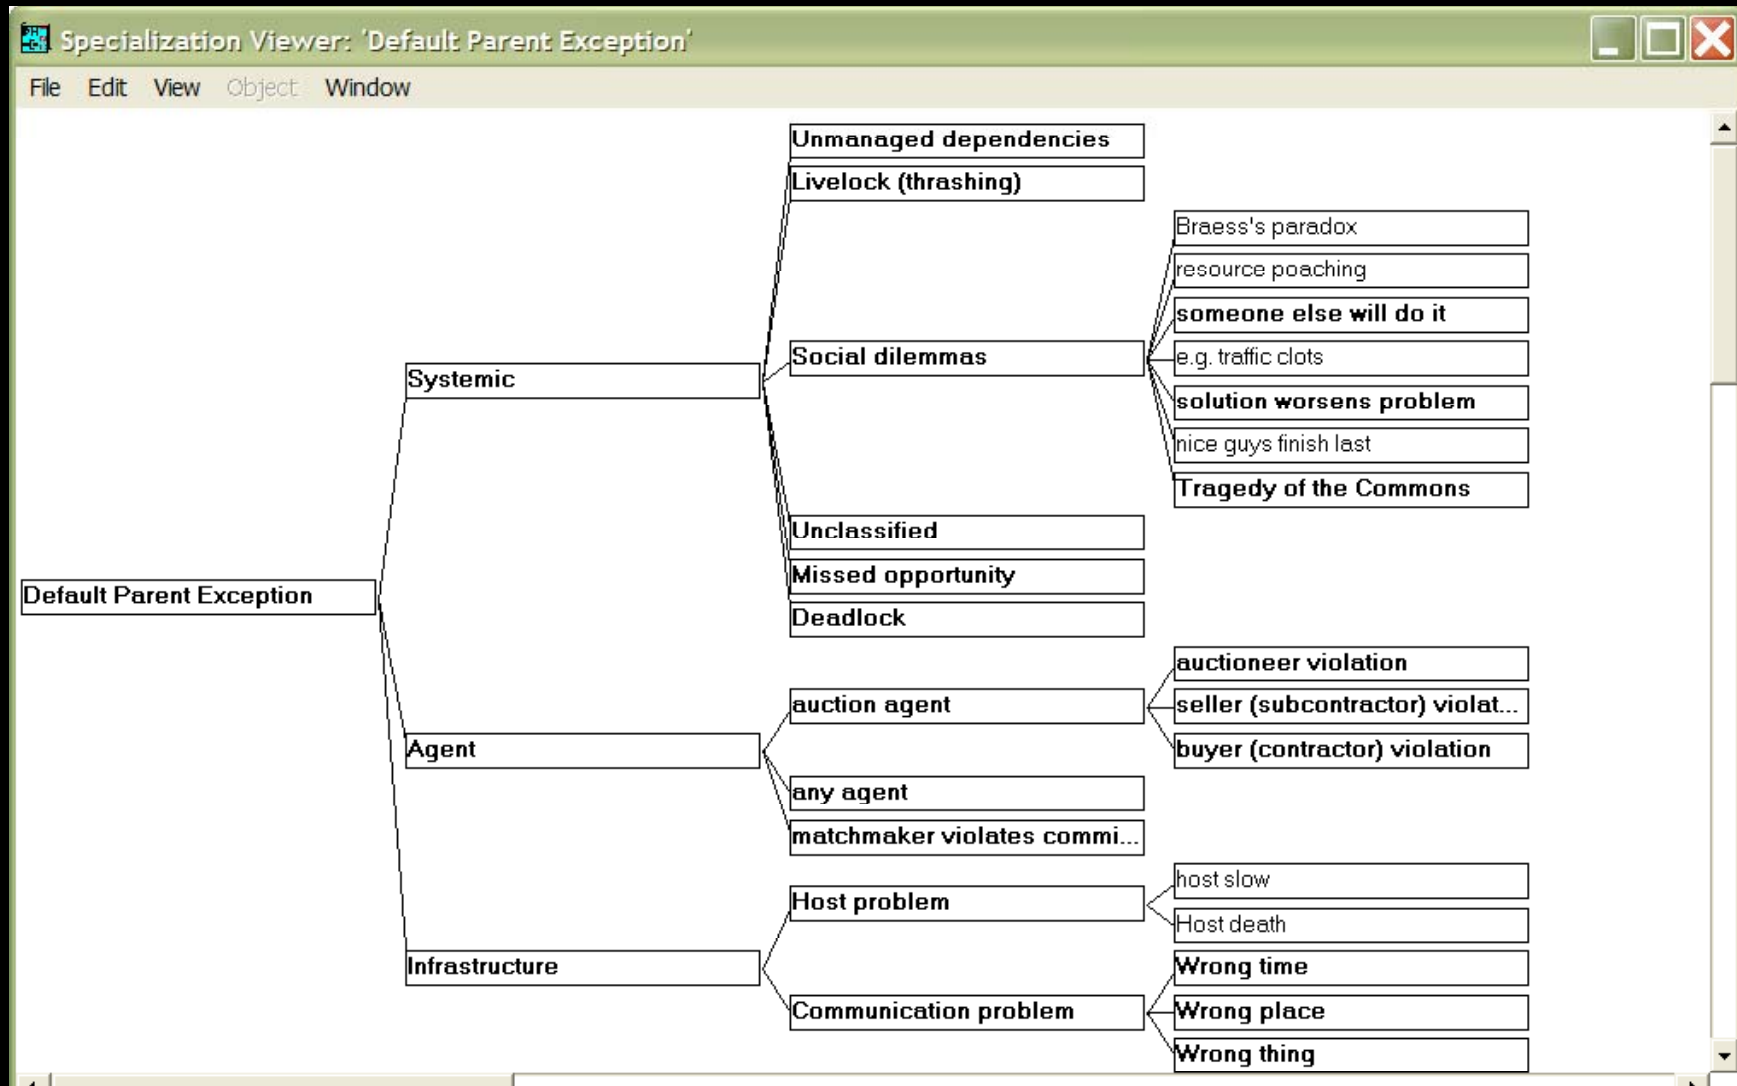 Specialization Viewer: 'Default Parent Exception'
File Edit View Object Window
Unmanaged dependencies
Livelock (thrashing)
Braess's paradox
resource poaching
someone else will do it
Social dilemmas
e.g. traffic clots
Systemic
solution worsens problem
nice guys finish last
Tragedy of the Commons
Unclassified
Missed opportunity
Default Parent Exception
Deadlock
auctioneer violation
auction agent
seller (subcontractor) violat...
Agent
buyer (contractor) violation
any agent
matchmaker violates commi...
host slow
Host problem
Host death
Infrastructure
Wrong time
Communication problem
Wrong place
Wrong thing